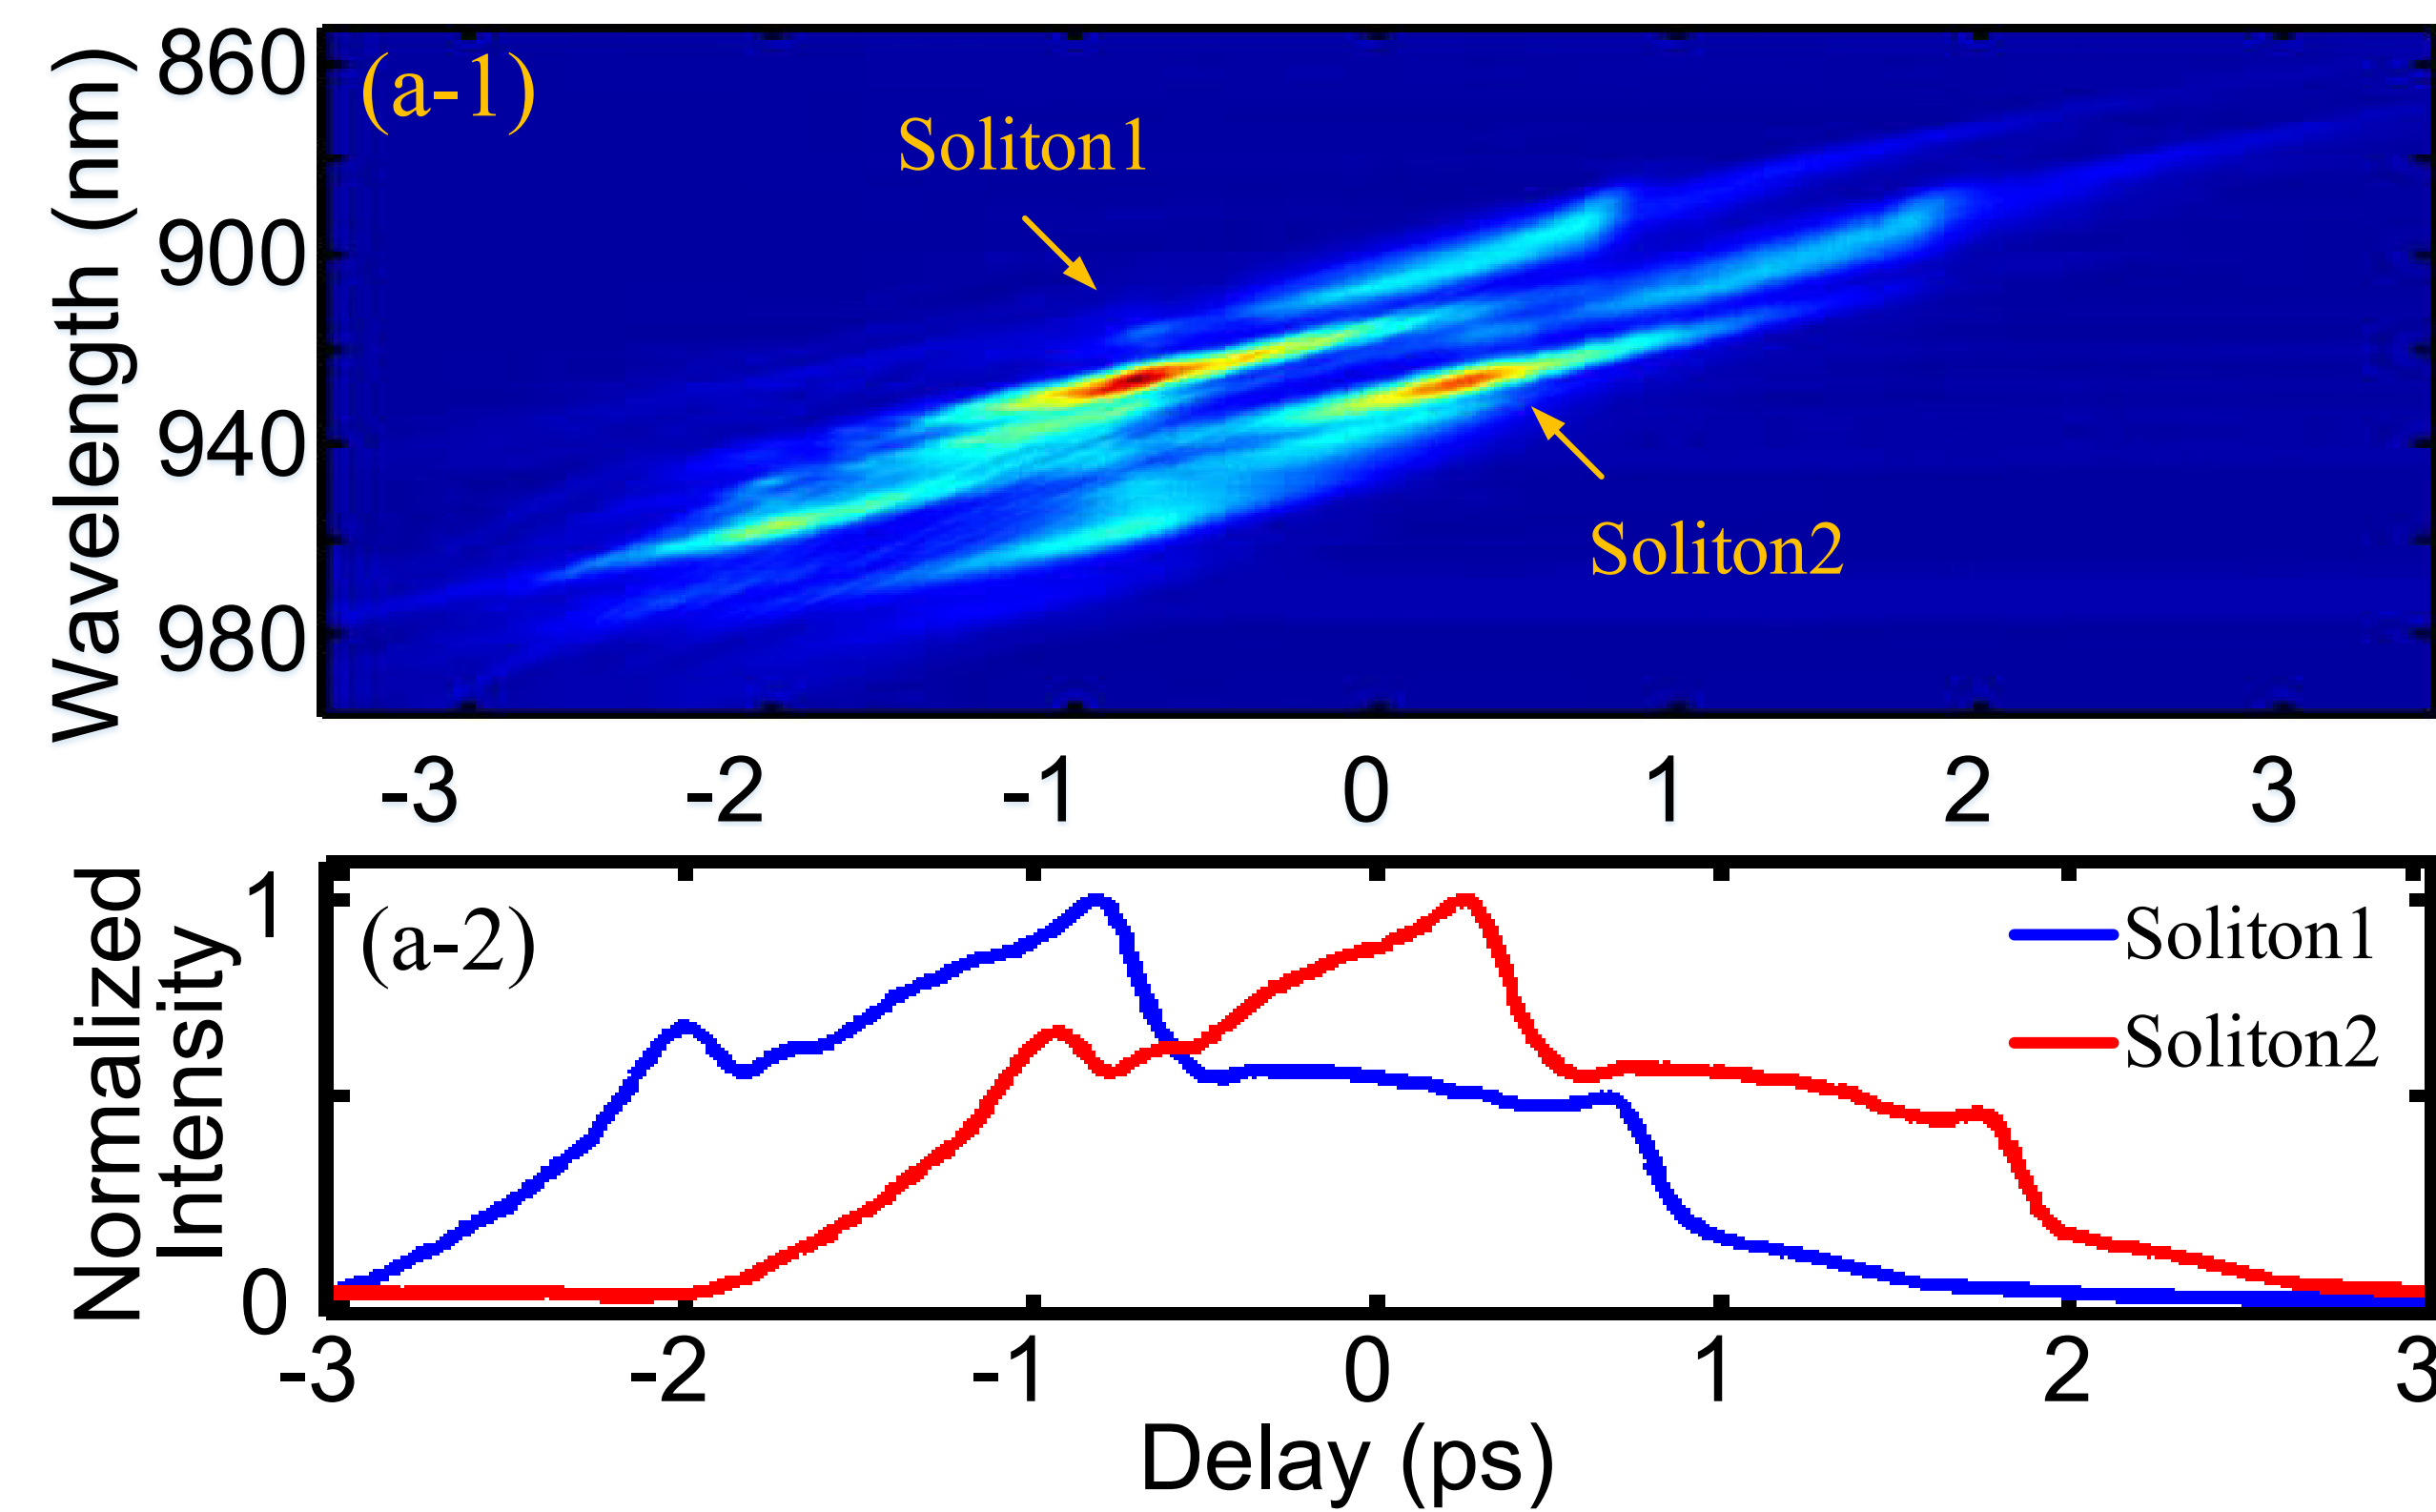 (a-1)
Wavelength (nm)
860
900
940
980
Soliton1
Soliton2
-3 -2 -1 0 1 2 3
Normalized
Intensity
1
0
(a-2)
Soliton1
Soliton2
-3 -2 -1 0 1 2 3
Delay (ps)